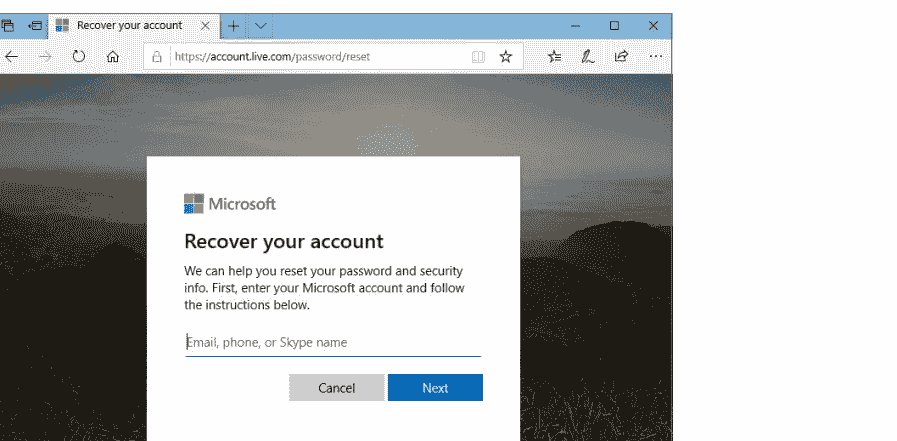 Recover your account
https://account.live.com/password/reset
Microsoft
Recover your account
We can help you reset your password and security
info. First, enter your Microsoft account and follow
the instructions below.
Email, phone, or Skype name
Cancel Next